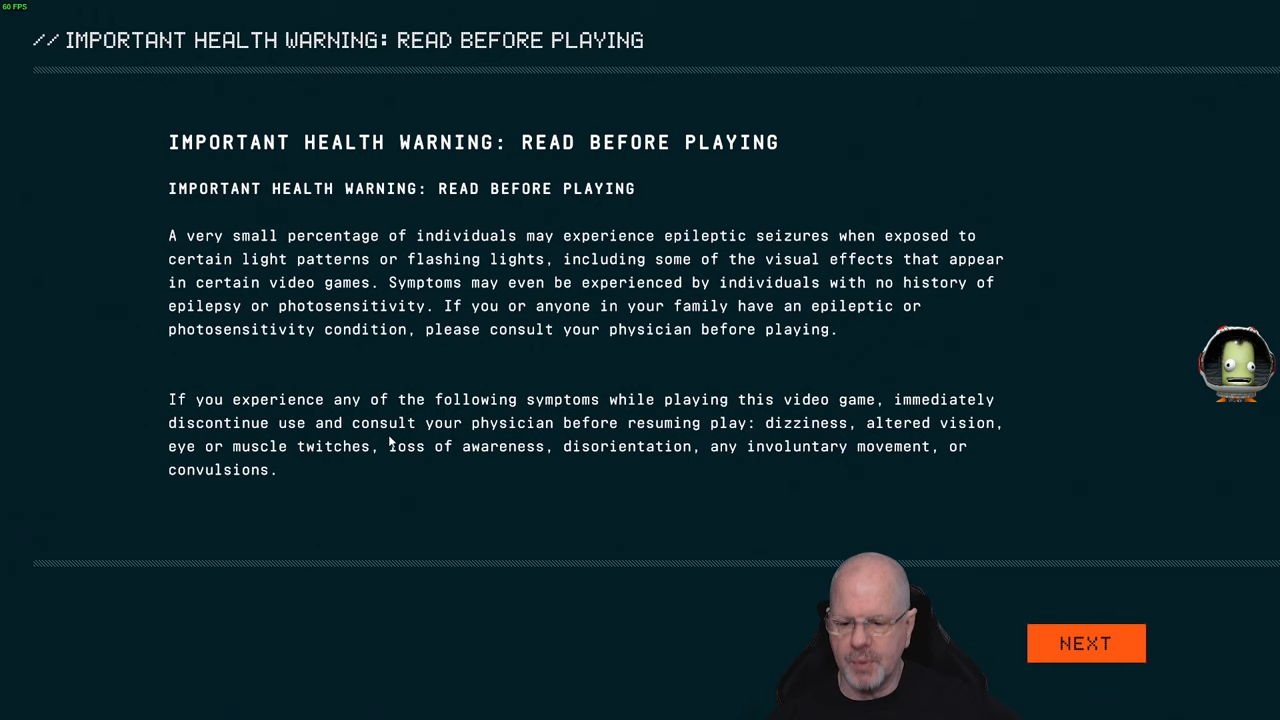 60 FPS
// IMPORTANT HEALTH WARNING: READ BEFORE PLAYING
IMPORTANT HEALTH WARNING: READ BEFORE PLAYING
IMPORTANT HEALTH WARNING: READ BEFORE PLAYING
A very small percentage of individuals may experience epileptic seizures when exposed to
certain light patterns or flashing lights, including some of the visual effects that appear
in certain video games. Symptoms may even be experienced by individuals with no history of
epilepsy or photosensitivity. If you or anyone in your family have an epileptic or
photosensitivity condition, please consult your physician before playing.
If you experience any of the following symptoms while playing this video game, immediately
discontinue use and consult your physician before resuming play: dizziness, altered vision,
eye or muscle twitches, loss of awareness, disorientation, any involuntary movement, or
convulsions.
NEXT